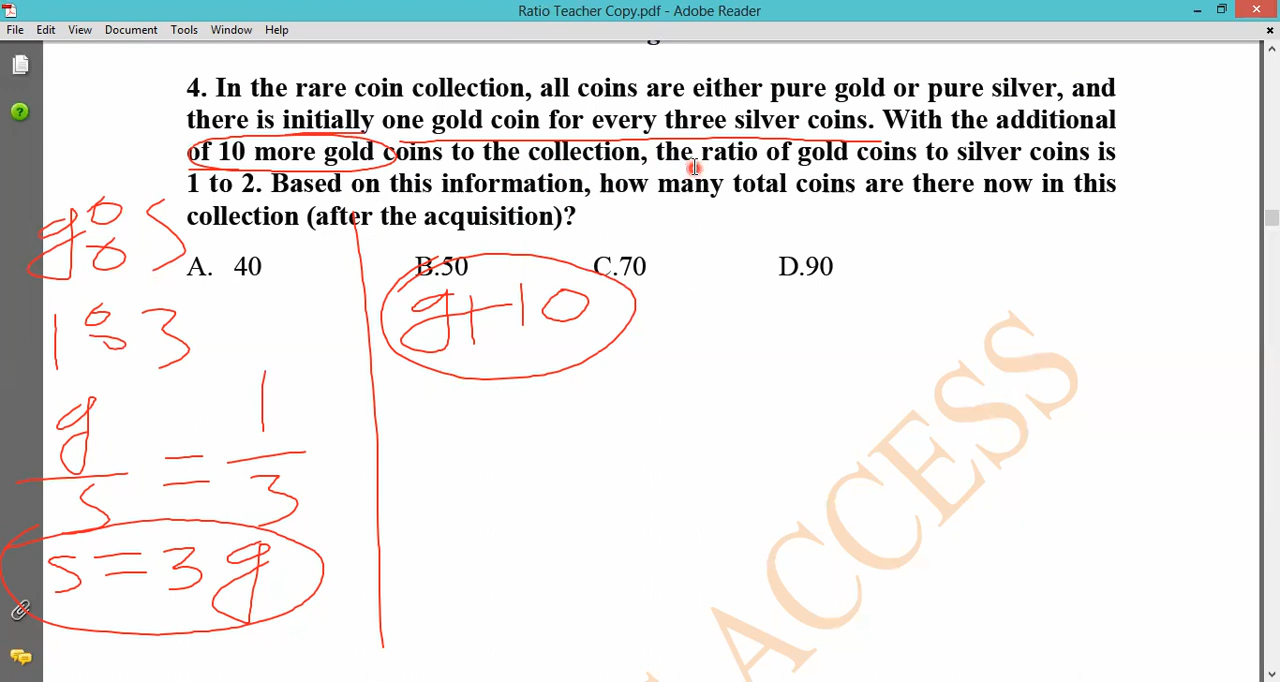 Ratio Teacher Copy.pdf - Adobe Reader
File Edit View Document Tools Window Help
4. In the rare coin collection, all coins are either pure gold or pure silver, and
there is initially one gold coin for every three silver coins. With the additional
of 10 more gold coins to the collection, the ratio of gold coins to silver coins is
1 to 2. Based on this information, how many total coins are there now in this
collection (after the acquisition)?
A. 40 B.50 C.70 D.90
g : s
1 : 3
g/s = 1/3
s = 3g
g+10
ACCESS